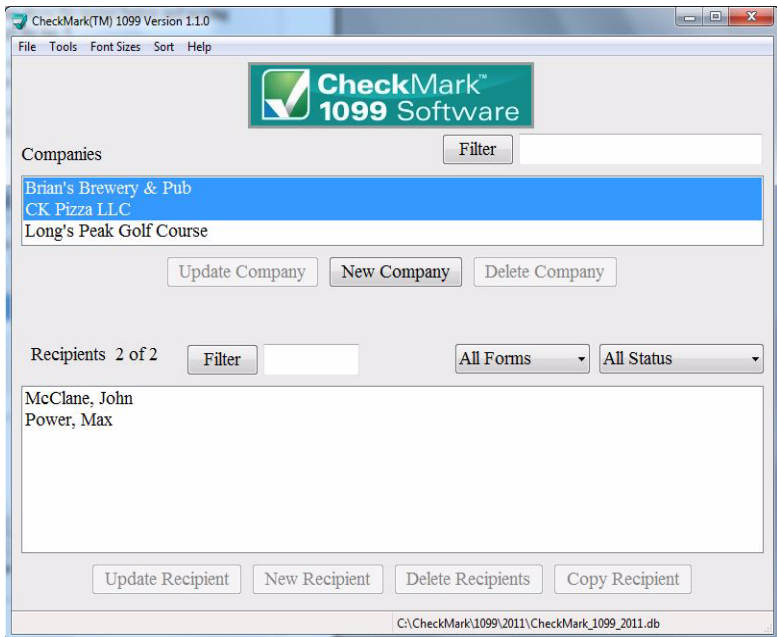 CheckMark(TM) 1099 Version 1.1.0
File Tools Font Sizes Sort Help
CheckMark™
1099 Software
Companies
Filter
Brian's Brewery & Pub
CK Pizza LLC
Long's Peak Golf Course
Update Company New Company Delete Company
Recipients 2 of 2 Filter All Forms All Status
McClane, John
Power, Max
Update Recipient New Recipient Delete Recipients Copy Recipient
C:\CheckMark\1099\2011\CheckMark_1099_2011.db